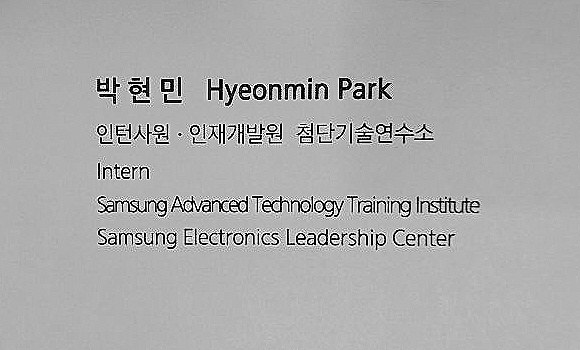 박현민 Hyeonmin Park
인턴사원 · 인재개발원 첨단기술연수소
Intern
Samsung Advanced Technology Training Institute
Samsung Electronics Leadership Center